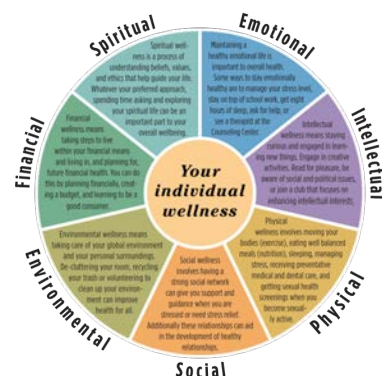 Spiritual
Spiritual well-
ness is a process of
understanding beliefs, values,
and ethics that help guide your life.
Whatever your preferred approach,
spending time asking and exploring
your spiritual life can be an
important part to your
overall wellbeing.
Emotional
Maintaining a
healthy emotional life is
important to overall health.
Some ways to stay emotionally
healthy are to manage your stress level,
stay on top of school work, get eight
hours of sleep, ask for help, or
see a therapist at the
Counseling Center.
Intellectual
Intellectual
wellness means staying
curious and engaged in learn-
ing new things. Engage in creative
activities. Read for pleasure, be
aware of social and political issues,
or join a club that focuses on
enhancing intellectual interests.
Physical
Physical
wellness involves moving your
bodies (exercise), eating well balanced
meals (nutrition), sleeping, managing
stress, receiving preventative
medical and dental care, and
getting sexual health
screenings when you
become sexual-
ly active.
Social
Social wellness
involves having a
strong social network
can give you support and
guidance when you are
stressed or need stress relief.
Additionally these relationships can aid
in the development of healthy
relationships.
Environmental
Environmental wellness means
taking care of your global environment
and your personal surroundings.
De-cluttering your room, recycling
your trash or volunteering to
clean up your environ-
ment can improve
health for all.
Financial
Financial
wellness means
taking steps to live
within your financial means
and living in, and planning for,
future financial health. You can do
this by planning financially, creat-
ing a budget, and learning to be a
good consumer.
Your
individual
wellness